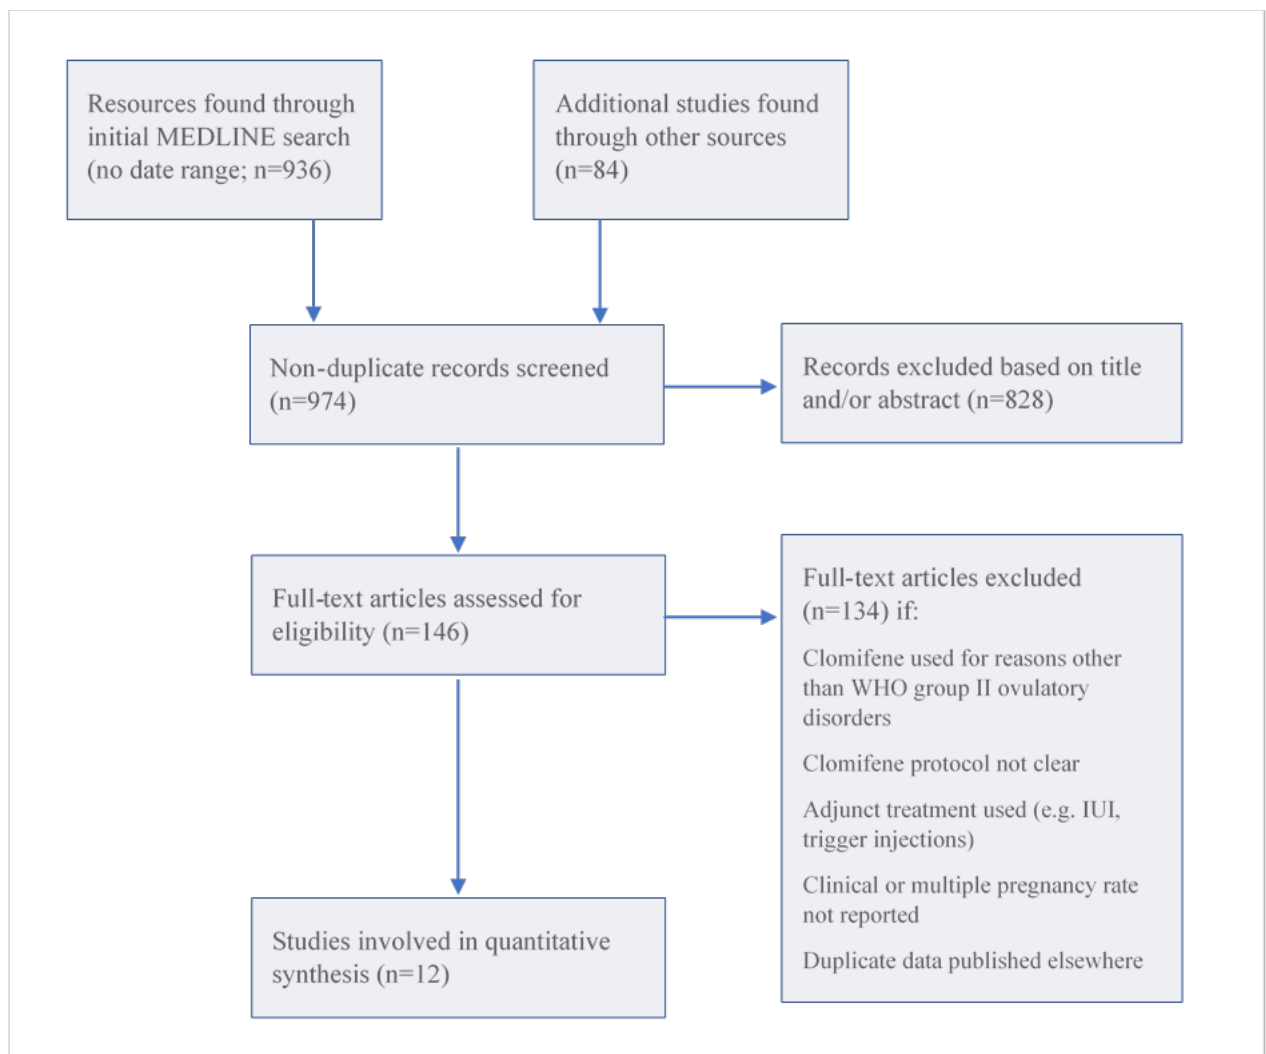 Resources found through
initial MEDLINE search
(no date range; n=936)
Additional studies found
through other sources
(n=84)
Non-duplicate records screened
(n=974)
Records excluded based on title
and/or abstract (n=828)
Full-text articles assessed for
eligibility (n=146)
Full-text articles excluded
(n=134) if:
Clomifene used for reasons other
than WHO group II ovulatory
disorders
Clomifene protocol not clear
Adjunct treatment used (e.g. IUI,
trigger injections)
Clinical or multiple pregnancy rate
not reported
Duplicate data published elsewhere
Studies involved in quantitative
synthesis (n=12)